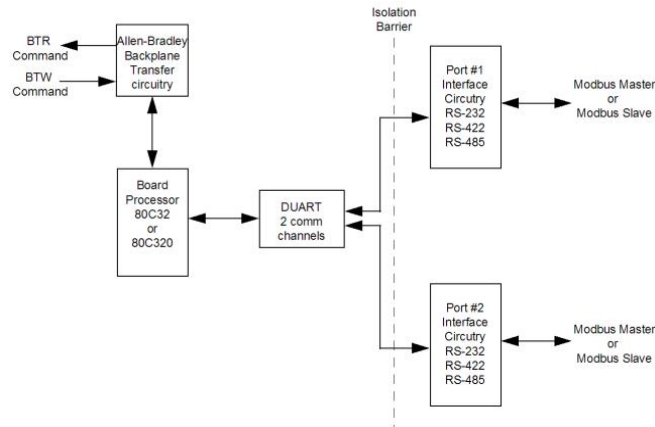 Isolation
Barrier
BTR
Command
BTW
Command
Allen-Bradley
Backplane
Transfer
circuitry
Port #1
Interface
Circutry
RS-232
RS-422
RS-485
Modbus Master
or
Modbus Slave
Board
Processor
80C32
or
80C320
DUART
2 comm
channels
Port #2
Interface
Circutry
RS-232
RS-422
RS-485
Modbus Master
or
Modbus Slave